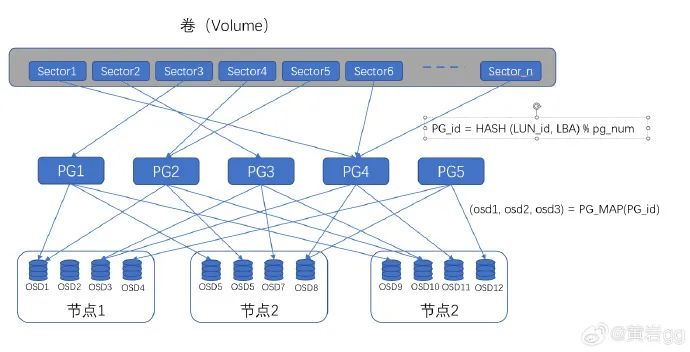 卷（Volume）
Sector1 Sector2 Sector3 Sector4 Sector5 Sector6 Sector_n
PG_id = HASH (LUN_id, LBA) % pg_num
PG1 PG2 PG3 PG4 PG5
(osd1, osd2, osd3) = PG_MAP(PG_id)
OSD1 OSD2 OSD3 OSD4 OSD5 OSD5 OSD7 OSD8 OSD9 OSD10 OSD11 OSD12
节点1 节点2 节点2
@黄岩gg